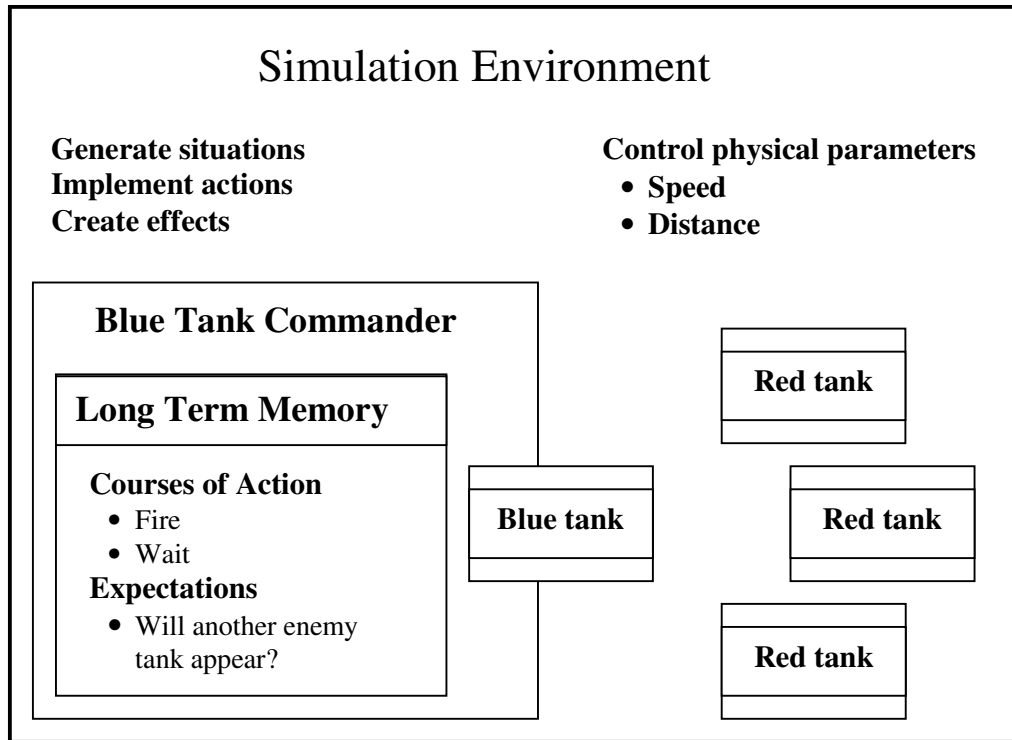 Simulation Environment
Generate situations
Implement actions
Create effects
Control physical parameters
• Speed
• Distance
Blue Tank Commander
Long Term Memory
Courses of Action
• Fire
• Wait
Expectations
• Will another enemy
tank appear?
Blue tank
Red tank
Red tank
Red tank